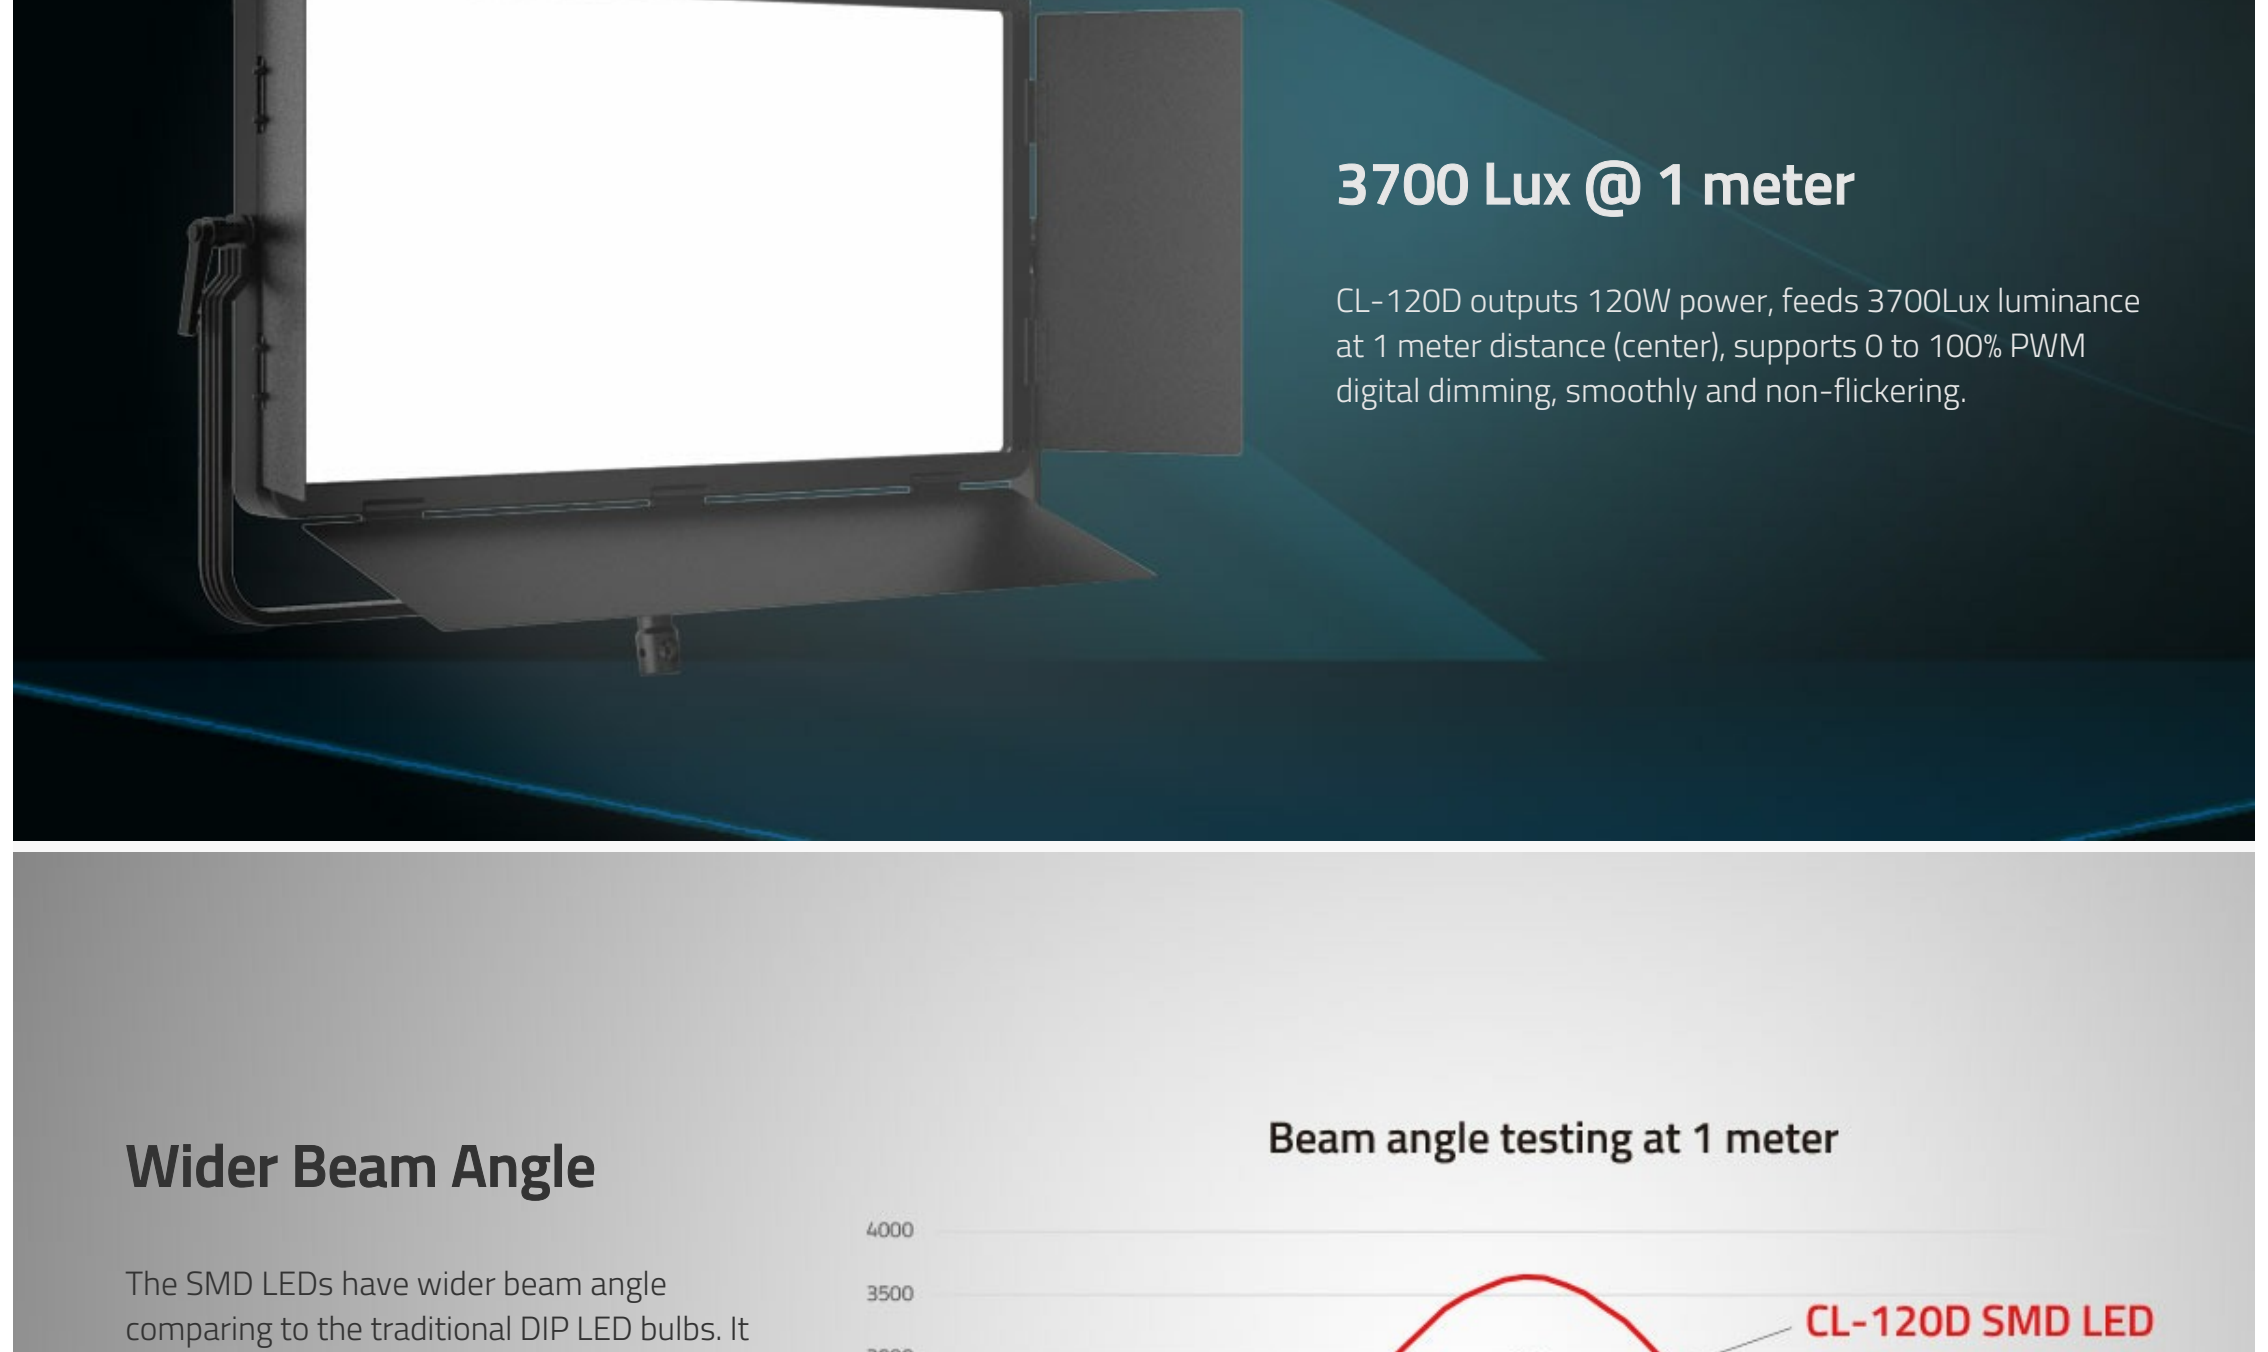 3700 Lux @ 1 meter
CL-120D outputs 120W power, feeds 3700Lux luminance
at 1 meter distance (center), supports 0 to 100% PWM
digital dimming, smoothly and non-flickering.
Wider Beam Angle
The SMD LEDs have wider beam angle
comparing to the traditional DIP LED bulbs. It
Beam angle testing at 1 meter
4000
3500
CL-120D SMD LED